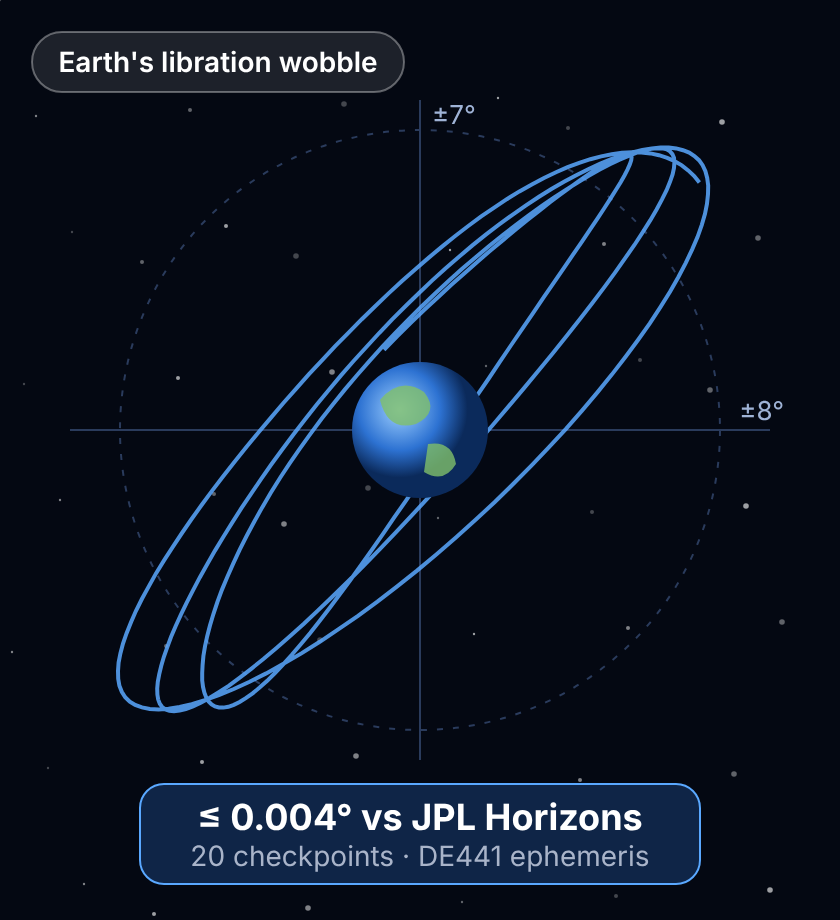 Earth's libration wobble
±7°
±8°
≤ 0.004° vs JPL Horizons
20 checkpoints · DE441 ephemeris